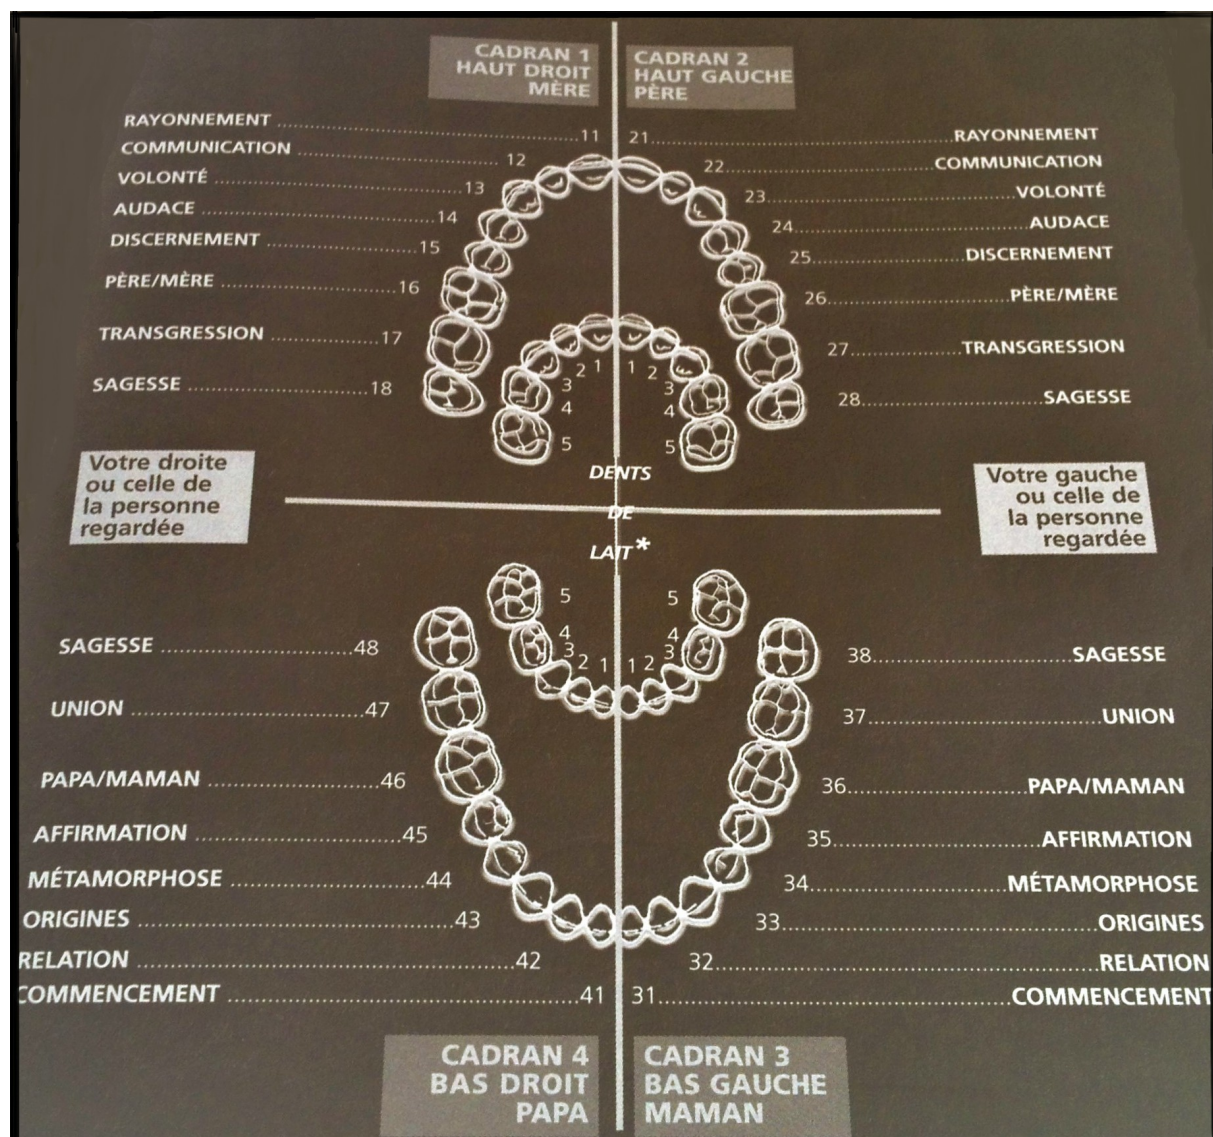 CADRAN 1
HAUT DROIT
MÈRE
CADRAN 2
HAUT GAUCHE
PÈRE
RAYONNEMENT ........ 11
21 ........ RAYONNEMENT
COMMUNICATION ........ 12
22 ........ COMMUNICATION
VOLONTÉ ........ 13
23 ........ VOLONTÉ
AUDACE ........ 14
24 ........ AUDACE
DISCERNEMENT ........ 15
25 ........ DISCERNEMENT
PÈRE/MÈRE ........ 16
26 ........ PÈRE/MÈRE
TRANSGRESSION ........ 17
27 ........ TRANSGRESSION
SAGESSE ........ 18
28 ........ SAGESSE
2 1 1 2
3 3
4 4
5 5
DENTS
DE
LAIT*
Votre droite
ou celle de
la personne
regardée
Votre gauche
ou celle de
la personne
regardée
5 5
4 4
3 2 1 1 2 3
SAGESSE ........ 48
38 ........ SAGESSE
UNION ........ 47
37 ........ UNION
PAPA/MAMAN ........ 46
36 ........ PAPA/MAMAN
AFFIRMATION ........ 45
35 ........ AFFIRMATION
MÉTAMORPHOSE ........ 44
34 ........ MÉTAMORPHOSE
ORIGINES ........ 43
33 ........ ORIGINES
RELATION ........ 42
32 ........ RELATION
COMMENCEMENT ........ 41
31 ........ COMMENCEMENT
CADRAN 4
BAS DROIT
PAPA
CADRAN 3
BAS GAUCHE
MAMAN